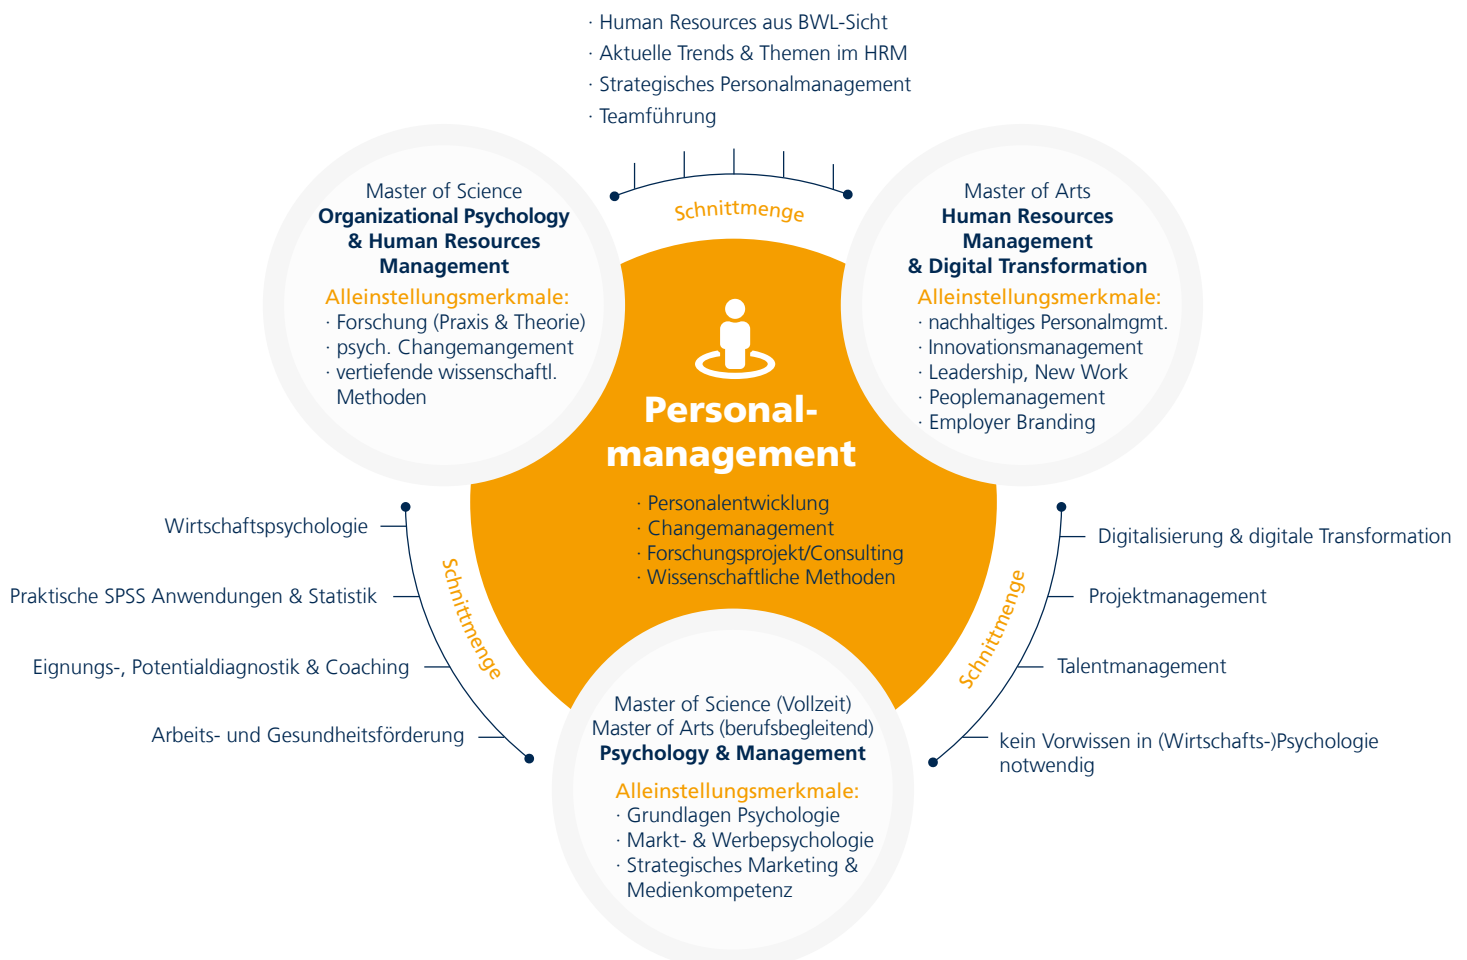 · Human Resources aus BWL-Sicht
· Aktuelle Trends & Themen im HRM
· Strategisches Personalmanagement
· Teamführung
Schnittmenge
Master of Science
Organizational Psychology
& Human Resources
Management
Alleinstellungsmerkmale:
· Forschung (Praxis & Theorie)
· psych. Changemangement
· vertiefende wissenschaftl.
Methoden
Master of Arts
Human Resources
Management
& Digital Transformation
Alleinstellungsmerkmale:
· nachhaltiges Personalmgmt.
· Innovationsmanagement
· Leadership, New Work
· Peoplemanagement
· Employer Branding
Personal-
management
· Personalentwicklung
· Changemanagement
· Forschungsprojekt/Consulting
· Wissenschaftliche Methoden
Wirtschaftspsychologie
Praktische SPSS Anwendungen & Statistik
Eignungs-, Potentialdiagnostik & Coaching
Arbeits- und Gesundheitsförderung
Schnittmenge
Schnittmenge
Digitalisierung & digitale Transformation
Projektmanagement
Talentmanagement
kein Vorwissen in (Wirtschafts-)Psychologie
notwendig
Master of Science (Vollzeit)
Master of Arts (berufsbegleitend)
Psychology & Management
Alleinstellungsmerkmale:
· Grundlagen Psychologie
· Markt- & Werbepsychologie
· Strategisches Marketing &
Medienkompetenz